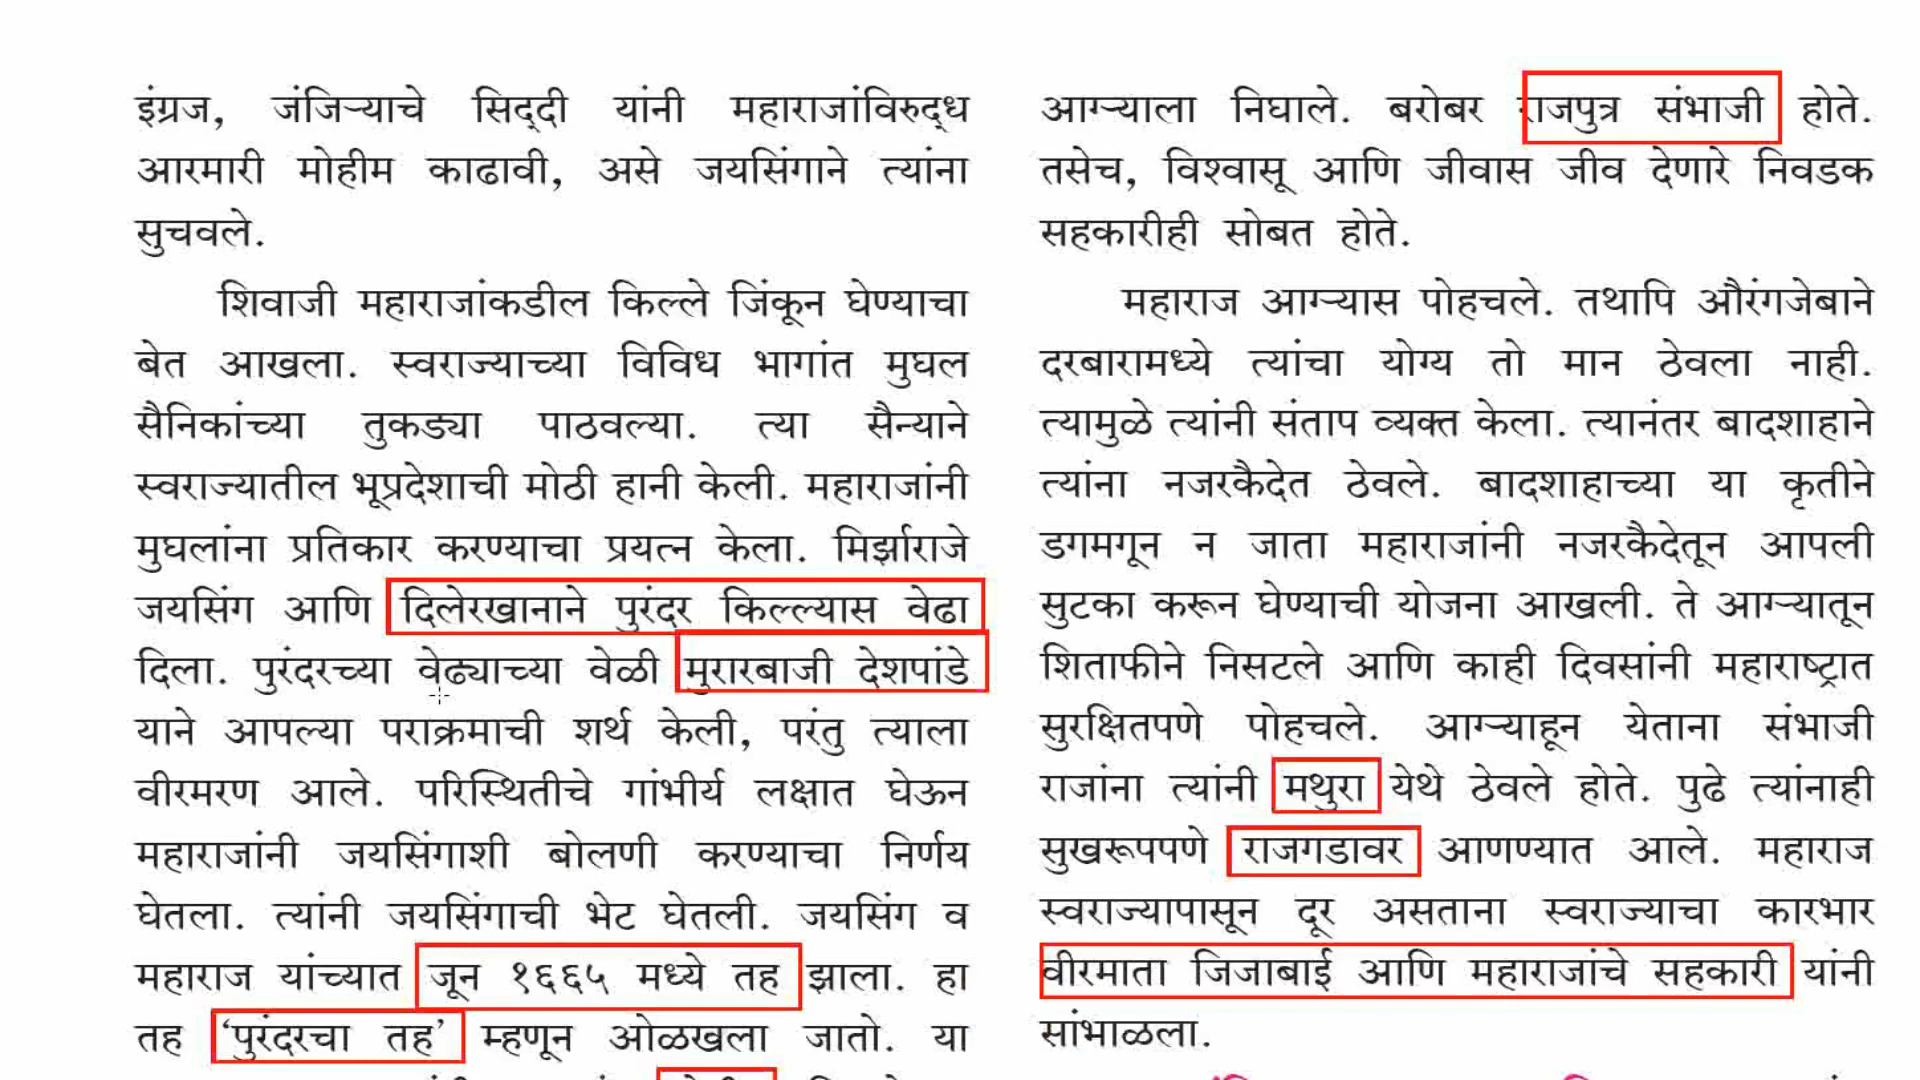 इंग्रज, जंजिऱ्याचे सिद्दी यांनी महाराजांविरुद्ध
आरमारी मोहीम काढावी, असे जयसिंगाने त्यांना
सुचवले.
शिवाजी महाराजांकडील किल्ले जिंकून घेण्याचा
बेत आखला. स्वराज्याच्या विविध भागांत मुघल
सैनिकांच्या तुकड्या पाठवल्या. त्या सैन्याने
स्वराज्यातील भूप्रदेशाची मोठी हानी केली. महाराजांनी
मुघलांना प्रतिकार करण्याचा प्रयत्न केला. मिर्झाराजे
जयसिंग आणि दिलेरखानाने पुरंदर किल्ल्यास वेढा
दिला. पुरंदरच्या वेढ्याच्या वेळी मुरारबाजी देशपांडे
याने आपल्या पराक्रमाची शर्थ केली, परंतु त्याला
वीरमरण आले. परिस्थितीचे गांभीर्य लक्षात घेऊन
महाराजांनी जयसिंगाशी बोलणी करण्याचा निर्णय
घेतला. त्यांनी जयसिंगाची भेट घेतली. जयसिंग व
महाराज यांच्यात जून १६६५ मध्ये तह झाला. हा
तह ‘पुरंदरचा तह’ म्हणून ओळखला जातो. या
आग्ऱ्याला निघाले. बरोबर राजपुत्र संभाजी होते.
तसेच, विश्वासू आणि जीवास जीव देणारे निवडक
सहकारीही सोबत होते.
महाराज आग्ऱ्यास पोहचले. तथापि औरंगजेबाने
दरबारामध्ये त्यांचा योग्य तो मान ठेवला नाही.
त्यामुळे त्यांनी संताप व्यक्त केला. त्यानंतर बादशाहाने
त्यांना नजरकैदेत ठेवले. बादशाहाच्या या कृतीने
डगमगून न जाता महाराजांनी नजरकैदेतून आपली
सुटका करून घेण्याची योजना आखली. ते आग्ऱ्यातून
शिताफीने निसटले आणि काही दिवसांनी महाराष्ट्रात
सुरक्षितपणे पोहचले. आग्ऱ्याहून येताना संभाजी
राजांना त्यांनी मथुरा येथे ठेवले होते. पुढे त्यांनाही
सुखरूपपणे राजगडावर आणण्यात आले. महाराज
स्वराज्यापासून दूर असताना स्वराज्याचा कारभार
वीरमाता जिजाबाई आणि महाराजांचे सहकारी यांनी
सांभाळला.